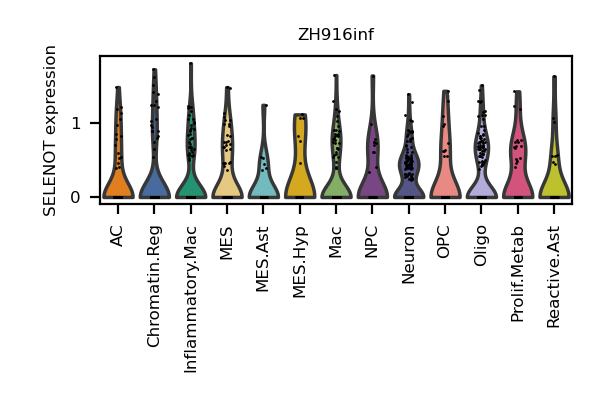 ZH916inf
SELENOT expression
1
0
AC
Chromatin.Reg
Inflammatory.Mac
MES
MES.Ast
MES.Hyp
Mac
NPC
Neuron
OPC
Oligo
Prolif.Metab
Reactive.Ast